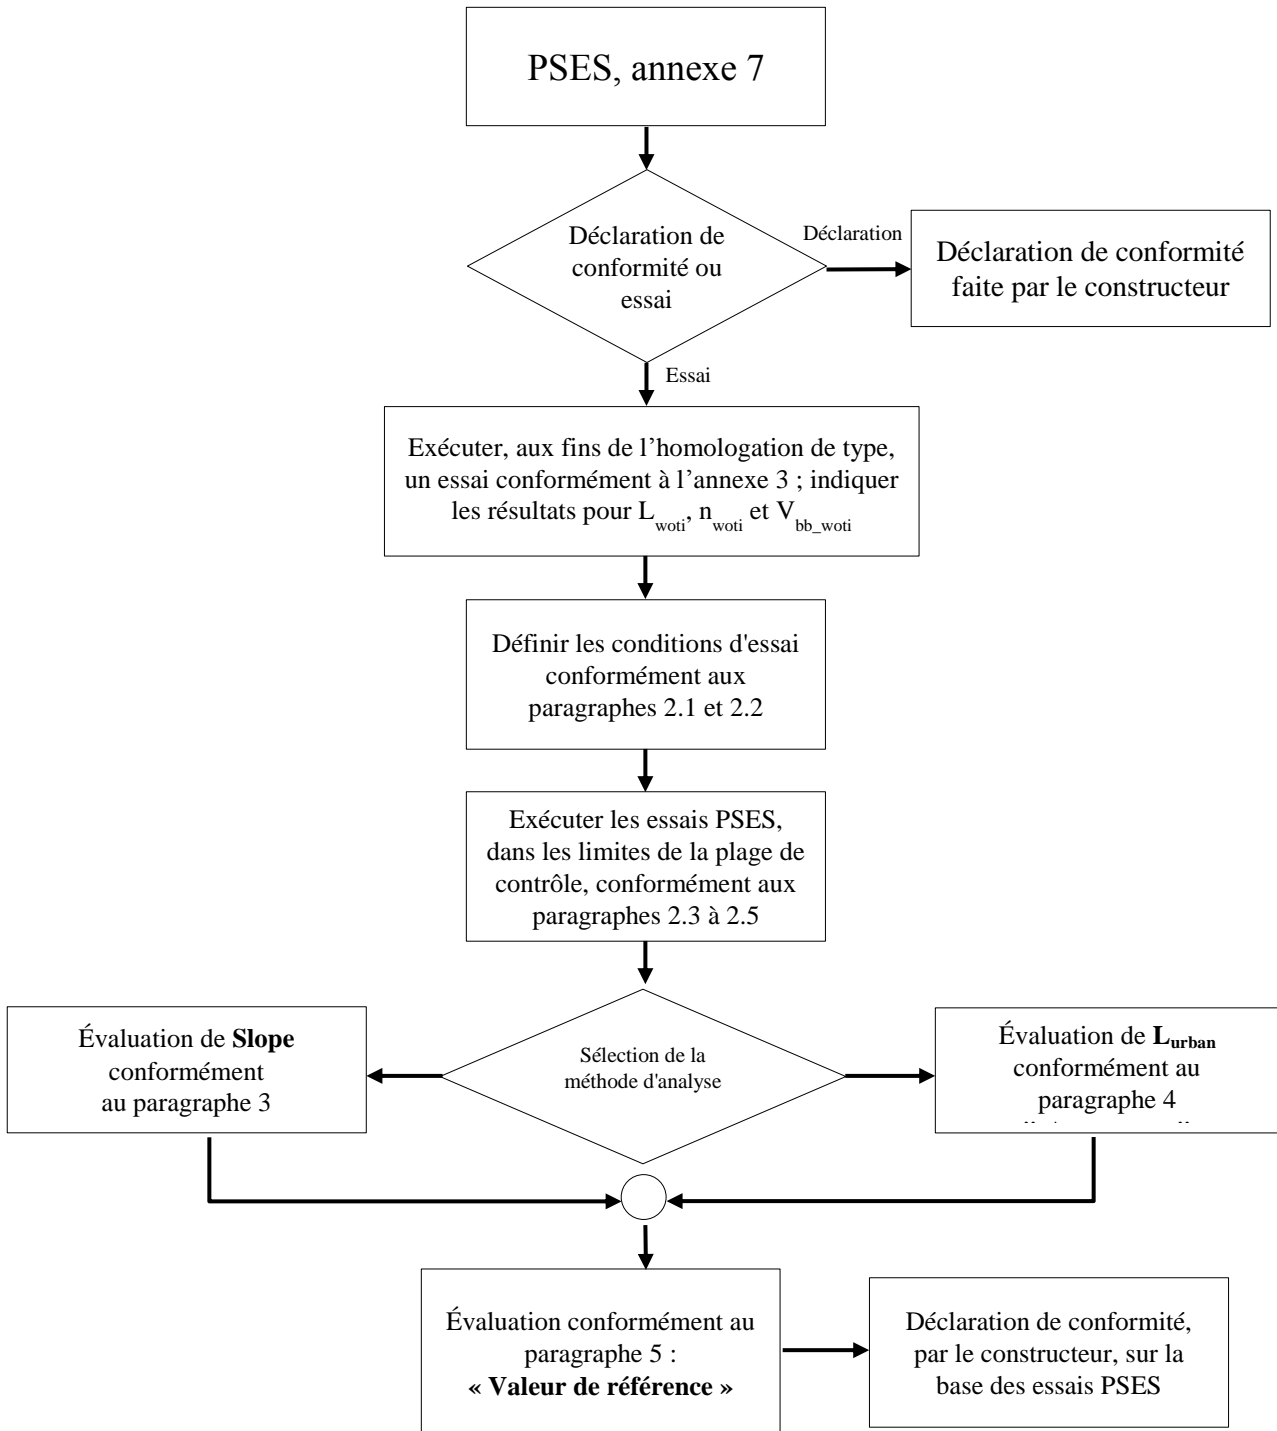 PSES, annexe 7
Déclaration de
conformité ou
essai
Déclaration
Déclaration de conformité
faite par le constructeur
Essai
Exécuter, aux fins de l’homologation de type,
un essai conformément à l’annexe 3 ; indiquer
les résultats pour L_woti, n_woti et V_bb_woti
Définir les conditions d'essai
conformément aux
paragraphes 2.1 et 2.2
Exécuter les essais PSES,
dans les limites de la plage de
contrôle, conformément aux
paragraphes 2.3 à 2.5
Sélection de la
méthode d'analyse
Évaluation de Slope
conformément
au paragraphe 3
Évaluation de L_urban
conformément au
paragraphe 4
Évaluation conformément au
paragraphe 5 :
« Valeur de référence »
Déclaration de conformité,
par le constructeur, sur la
base des essais PSES